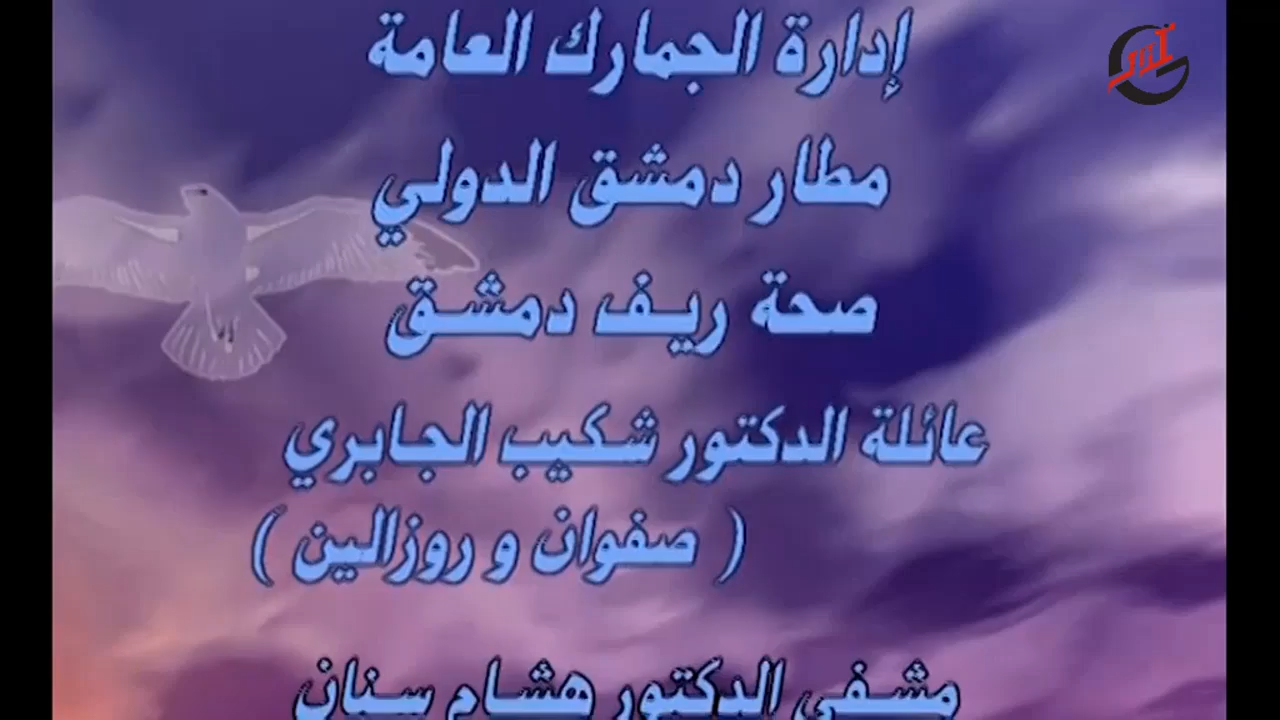 إدارة الجمارك العامة
مطار دمشق الدولي
صحة ريف دمشق
عائلة الدكتور شكيب الجابري
( صفوان و روزالين )
مشفى الدكتور هشام سنان